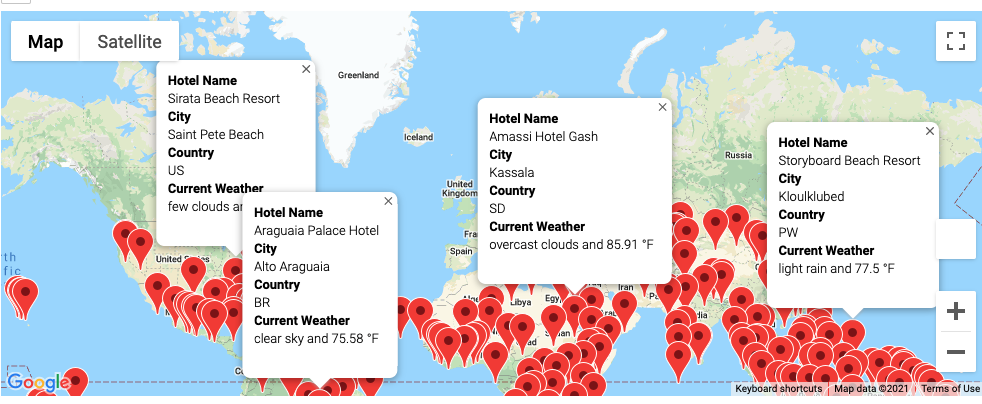 Map
Satellite
Hotel Name
Sirata Beach Resort
City
Saint Pete Beach
Country
US
Current Weather
few clouds
Hotel Name
Araguaia Palace Hotel
City
Alto Araguaia
Country
BR
Current Weather
clear sky and 75.58 °F
Hotel Name
Amassi Hotel Gash
City
Kassala
Country
SD
Current Weather
overcast clouds and 85.91 °F
Hotel Name
Storyboard Beach Resort
City
Kloulklubed
Country
PW
Current Weather
light rain and 77.5 °F
Greenland
Iceland
United
Kingdom
Spain
Russia
Libya
Iran
Google
Keyboard shortcuts
Map data ©2021
Terms of Use